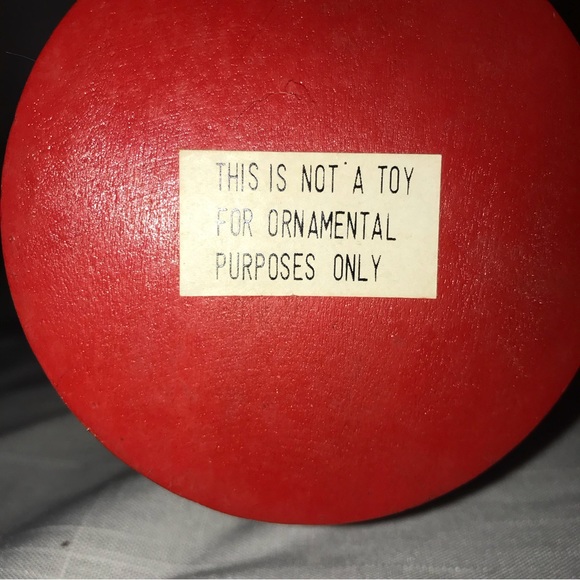 THIS IS NOT A TOY
FOR ORNAMENTAL
PURPOSES ONLY